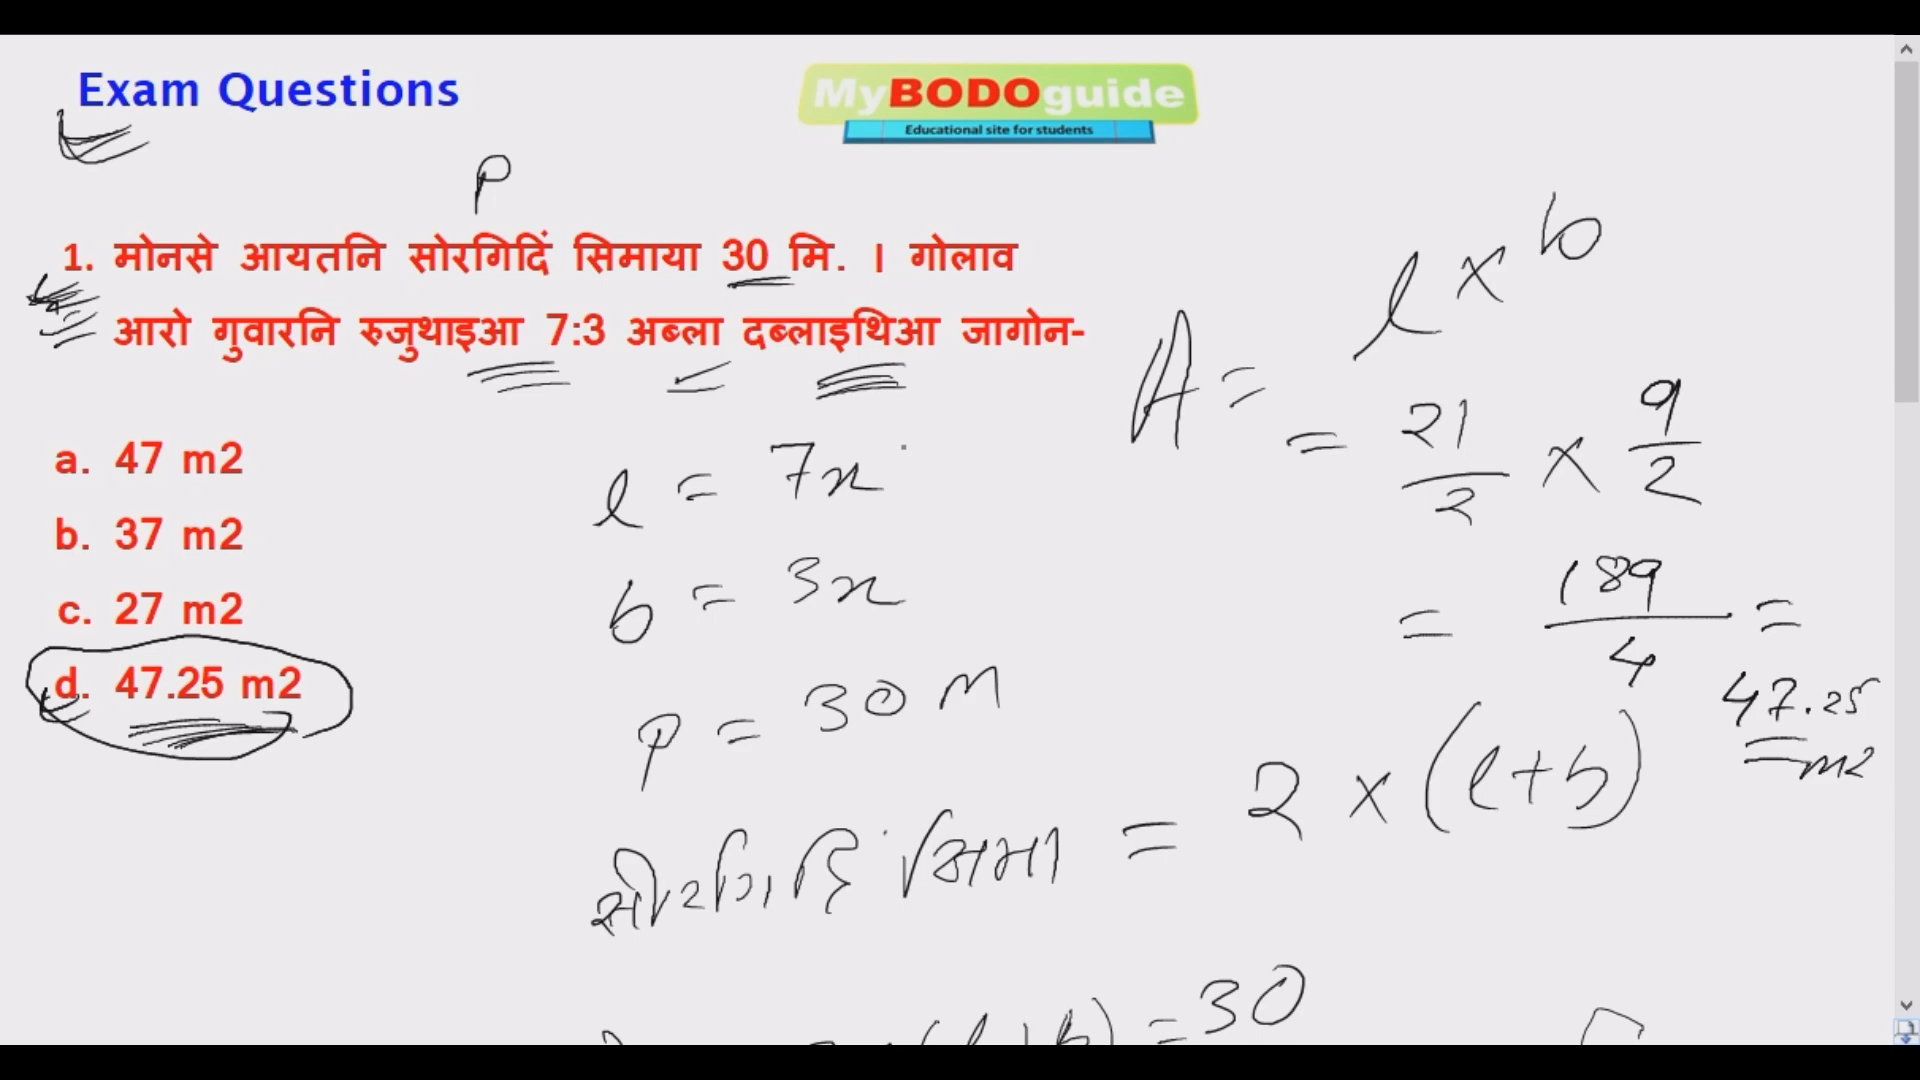 Exam Questions
MyBODOguide
Educational site for students
P
1. मोनसे आयतनि सोरगिदिं सिमाया 30 मि. । गोलाव
आरो गुवारनि रुजुथाइआ 7:3 अब्ला दब्लाइथिआ जागोन-
a. 47 m2
b. 37 m2
c. 27 m2
d. 47.25 m2
l = 7x
b = 3x
P = 30 M
= 2 × (l+b)
(l+b) = 30
A = l × b
= 21/2 × 9/2
= 189/4 =
47.25
m2